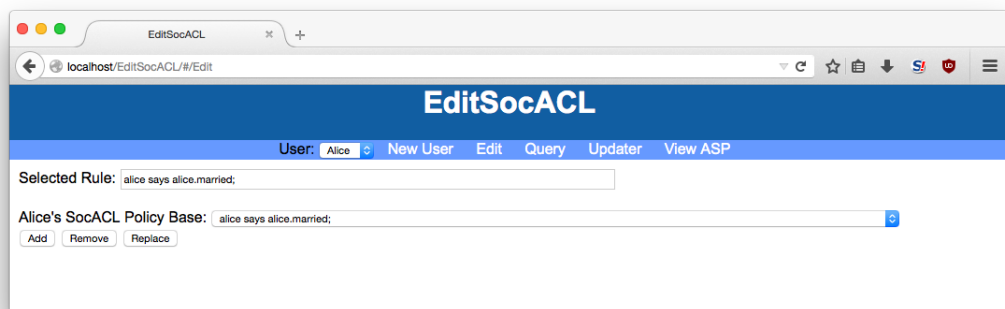 EditSocACL
localhost/EditSocACL/#/Edit
EditSocACL
User: Alice New User Edit Query Updater View ASP
Selected Rule: alice says alice.married;
Alice's SocACL Policy Base: alice says alice.married;
Add Remove Replace